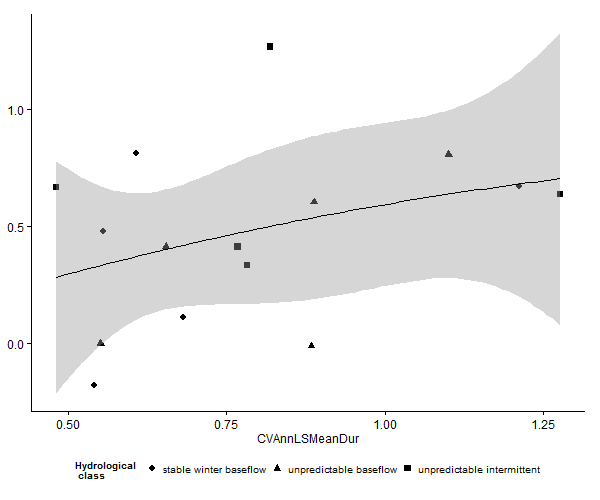 1.0
0.5
0.0
0.50 0.75 1.00 1.25
CVAnnLSMeanDur
Hydrological
class
stable winter baseflow unpredictable baseflow unpredictable intermittent